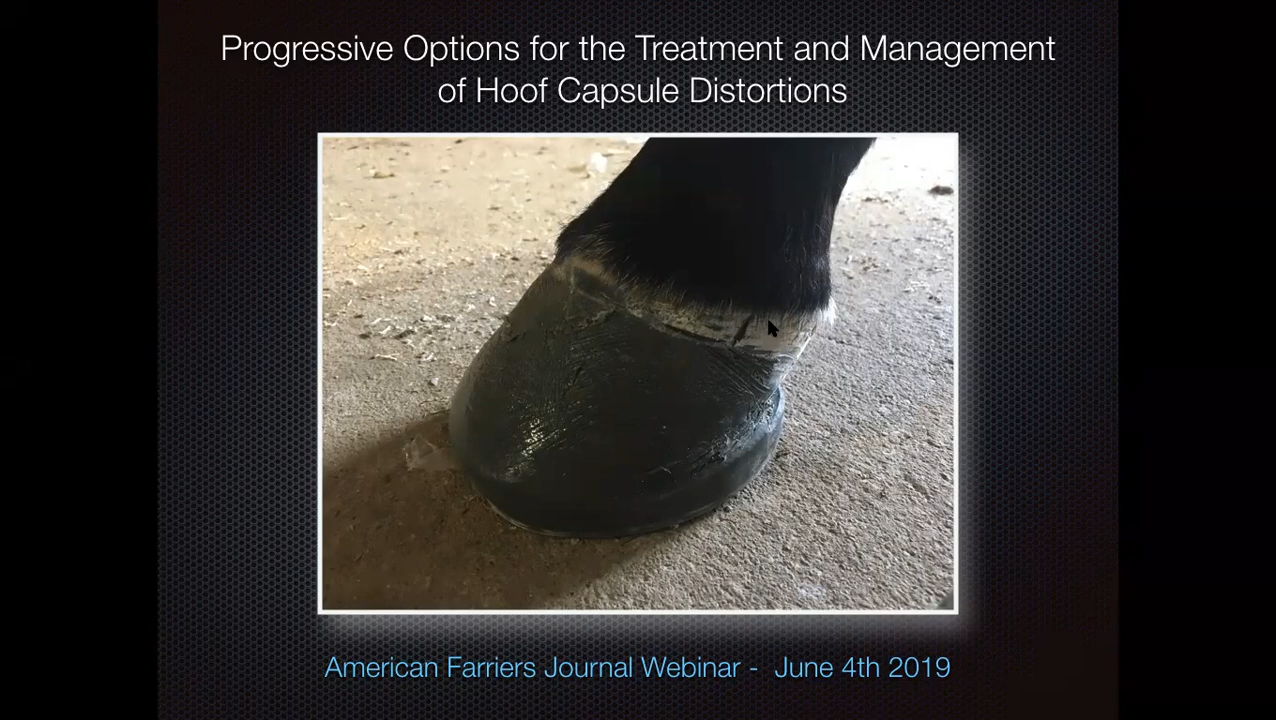 Progressive Options for the Treatment and Management
of Hoof Capsule Distortions
American Farriers Journal Webinar - June 4th 2019